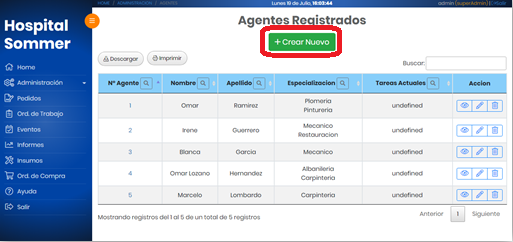 HOME / ADMINISTRACION / AGENTES
Lunes 19 de Julio, 16:03:44
admin (superAdmin)
Hospital
Sommer
Home
Administración
Pedidos
Ord. de Trabajo
Eventos
Informes
Insumos
Ord. de Compra
Ayuda
Salir
Agentes Registrados
+ Crear Nuevo
Descargar
Imprimir
Buscar:
Nº Agente Nombre Apellido Especializacion Tareas Actuales Accion
1 Omar Ramirez Plomeria Pintureria undefined
2 Irene Guerrero Mecanico Restauracion undefined
3 Blanca Garcia Mecanico undefined
4 Omar Lozano Hernandez Albanileria Carpinteria undefined
5 Marcelo Lombardo Carpinteria undefined
Mostrando registros del 1 al 5 de un total de 5 registros
Anterior 1 Siguiente